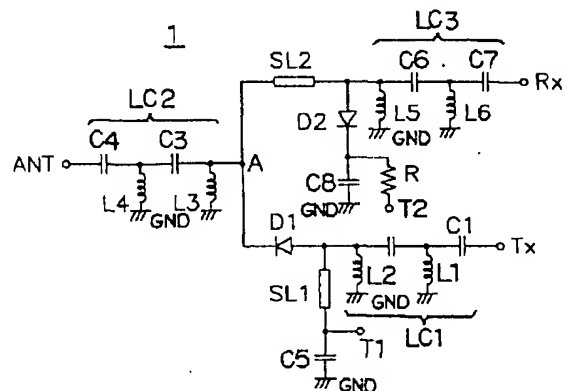 1
LC3
SL2
C6
C7
Rx
LC2
D2
L5
L6
GND
C4
C3
ANT
A
C8
R
L4
GND
L3
GND
T2
D1
C1
Tx
SL1
L2
L1
GND
T1
LC1
C5
GND